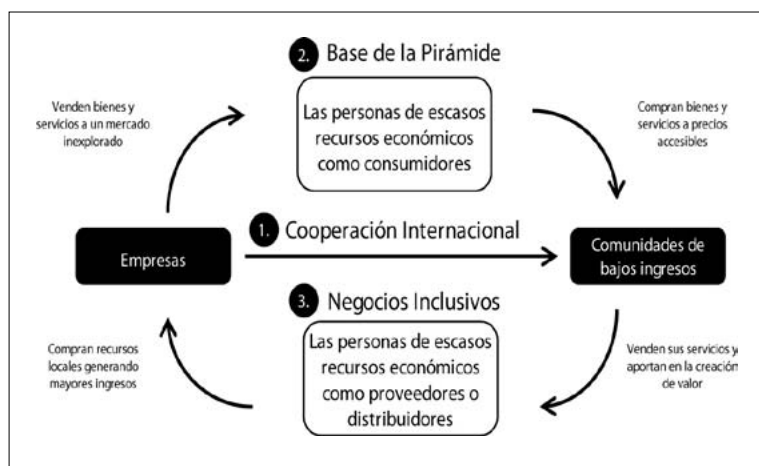 2. Base de la Pirámide
Las personas de escasos
recursos económicos
como consumidores
Venden bienes y
servicios a un mercado
inexplorado
Compran bienes y
servicios a precios
accesibles
1. Cooperación Internacional
Empresas
Comunidades de
bajos ingresos
3. Negocios Inclusivos
Las personas de escasos
recursos económicos
como proveedores o
distribuidores
Compran recursos
locales generando
mayores ingresos
Venden sus servicios y
aportan en la creación
de valor